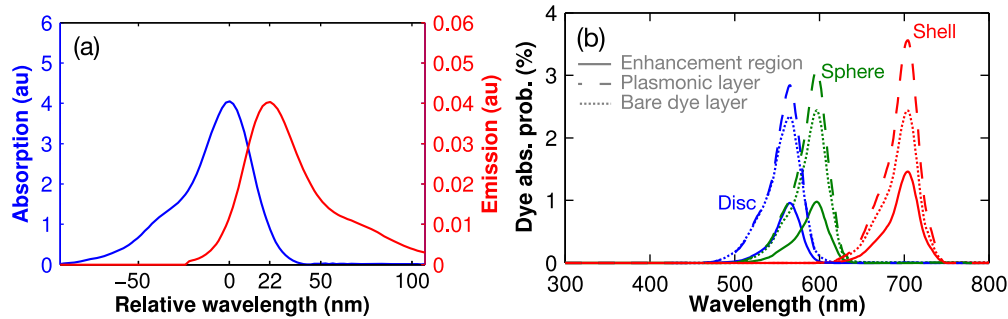 (a)
Absorption (au)
6
5
4
3
2
1
0
−50
0
22
50
100
Relative wavelength (nm)
0.06
0.05
0.04
0.03
0.02
0.01
0
Emission (au)
(b)
Dye abs. prob. (%)
4
3
2
1
0
Enhancement region
Plasmonic layer
Bare dye layer
Disc
Sphere
Shell
300
400
500
600
700
800
Wavelength (nm)